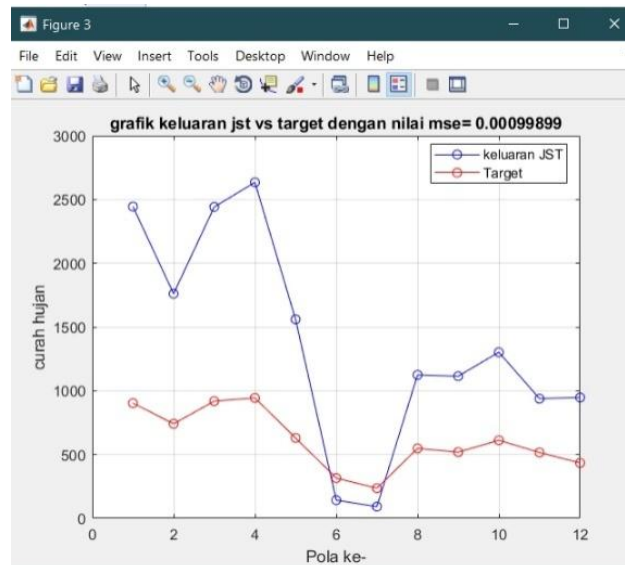 Figure 3
File Edit View Insert Tools Desktop Window Help
grafik keluaran jst vs target dengan nilai mse= 0.00099899
keluaran JST
Target
3000
2500
2000
1500
1000
500
0
curah hujan
0 2 4 6 8 10 12
Pola ke-